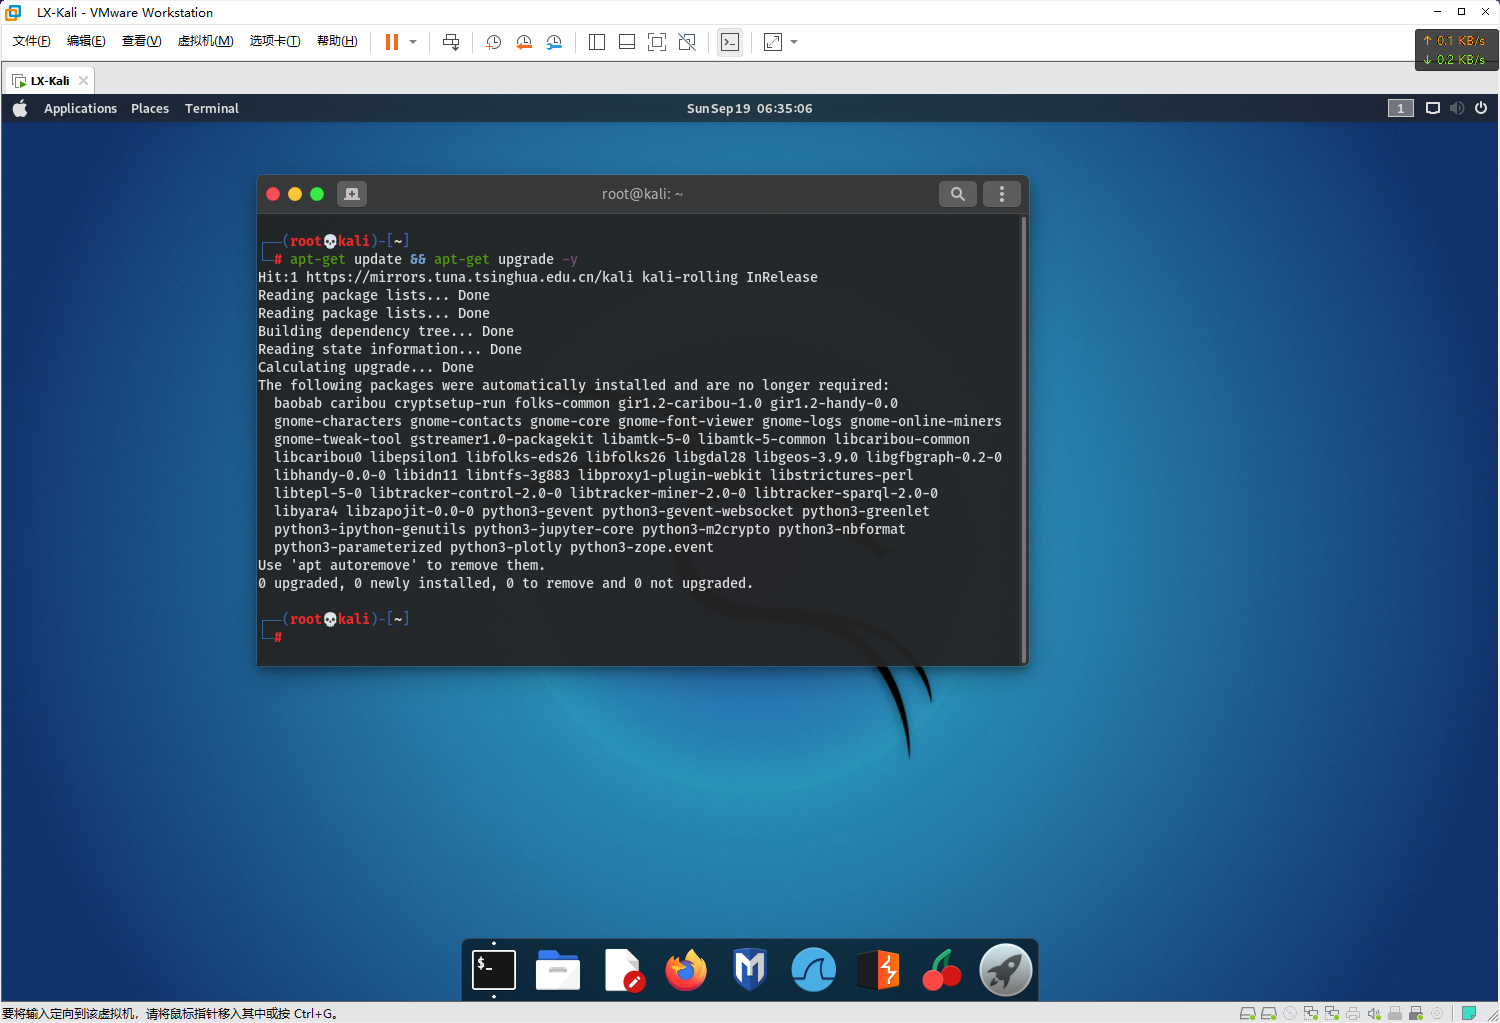 LX-Kali - VMware Workstation
文件(F) 编辑(E) 查看(V) 虚拟机(M) 选项卡(T) 帮助(H)
↑ 0.1 KB/s
↓ 0.2 KB/s
LX-Kali
Applications Places Terminal Sun Sep 19 06:35:06 1
root@kali: ~
┌──(root💀kali)-[~]
└─# apt-get update && apt-get upgrade -y
Hit:1 https://mirrors.tuna.tsinghua.edu.cn/kali kali-rolling InRelease
Reading package lists... Done
Reading package lists... Done
Building dependency tree... Done
Reading state information... Done
Calculating upgrade... Done
The following packages were automatically installed and are no longer required:
baobab caribou cryptsetup-run folks-common gir1.2-caribou-1.0 gir1.2-handy-0.0
gnome-characters gnome-contacts gnome-core gnome-font-viewer gnome-logs gnome-online-miners
gnome-tweak-tool gstreamer1.0-packagekit libamtk-5-0 libamtk-5-common libcaribou-common
libcaribou0 libepsilon1 libfolks-eds26 libfolks26 libgdal28 libgeos-3.9.0 libgfbgraph-0.2-0
libhandy-0.0-0 libidn11 libntfs-3g883 libproxy1-plugin-webkit libstrictures-perl
libtepl-5-0 libtracker-control-2.0-0 libtracker-miner-2.0-0 libtracker-sparql-2.0-0
libyara4 libzapojit-0.0-0 python3-gevent python3-gevent-websocket python3-greenlet
python3-ipython-genutils python3-jupyter-core python3-m2crypto python3-nbformat
python3-parameterized python3-plotly python3-zope.event
Use 'apt autoremove' to remove them.
0 upgraded, 0 newly installed, 0 to remove and 0 not upgraded.
┌──(root💀kali)-[~]
└─#
$_
要将输入定向到该虚拟机，请将鼠标指针移入其中或按 Ctrl+G。